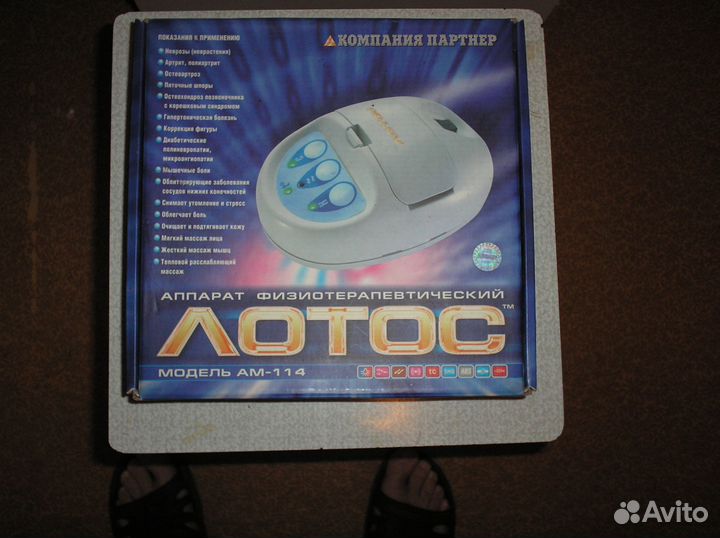 ПОКАЗАНИЯ К ПРИМЕНЕНИЮ
Неврозы (неврастения)
Артрит, полиартрит
Остеоартроз
Пяточные шпоры
Остеохондроз позвоночника
с корешковым синдромом
Гипертоническая болезнь
Коррекция фигуры
Диабетические
полинейропатии,
микроангиопатии
Мышечные боли
Облитерирующие заболевания
сосудов нижних конечностей
Снимает утомление и стресс
Облегчает боль
Очищает и подтягивает кожу
Мягкий массаж лица
Жесткий массаж мышц
Тепловой расслабляющий
массаж
КОМПАНИЯ ПАРТНЕР
АППАРАТ ФИЗИОТЕРАПЕВТИЧЕСКИЙ
ЛОТОС™
МОДЕЛЬ АМ-114
Avito